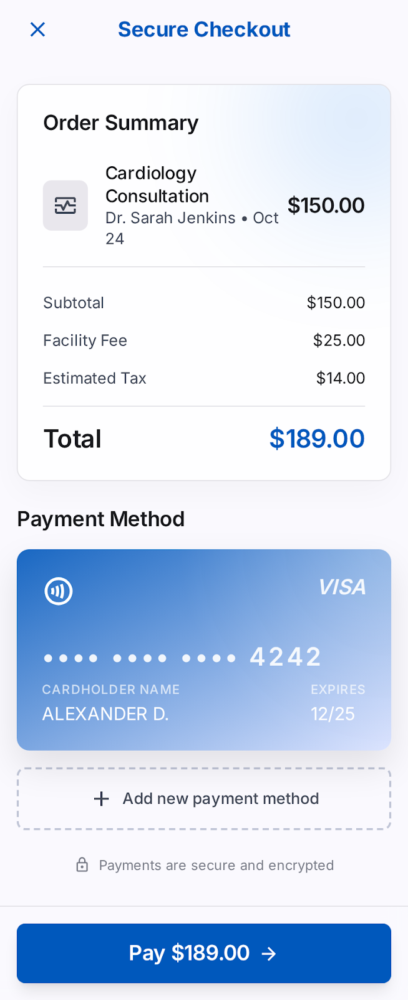 Secure Checkout
Order Summary
Cardiology
Consultation
Dr. Sarah Jenkins • Oct
24
$150.00
Subtotal $150.00
Facility Fee $25.00
Estimated Tax $14.00
Total $189.00
Payment Method
VISA
•••• •••• •••• 4242
CARDHOLDER NAME EXPIRES
ALEXANDER D. 12/25
Add new payment method
Payments are secure and encrypted
Pay $189.00 →